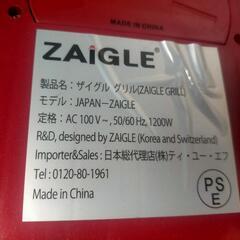 MADE IN CHINA
ZAiGLE®
製品名：ザイグル グリル(ZAIGLE GRILL)
モデル：JAPAN－ZAIGLE
定格：AC 100 V～, 50/60 Hz, 1200W
R&D, designed by ZAIGLE (Korea and Switzerland)
Importer&Sales：日本総代理店(株)ティ・ユー・エフ
Tel : 0120-80-1961
Made in China
PS
E